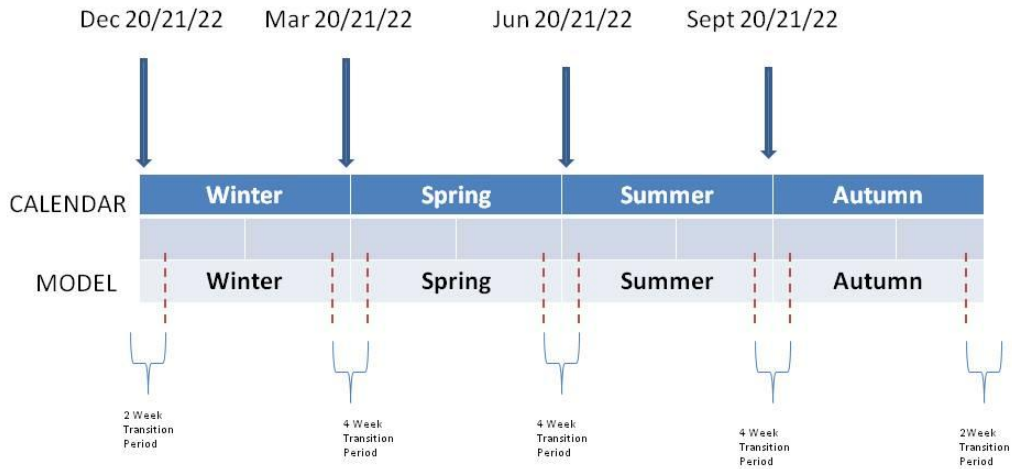 Dec 20/21/22 Mar 20/21/22 Jun 20/21/22 Sept 20/21/22
CALENDAR Winter Spring Summer Autumn
MODEL Winter Spring Summer Autumn
2 Week
Transition
Period
4 Week
Transition
Period
4 Week
Transition
Period
4 Week
Transition
Period
2Week
Transition
Period